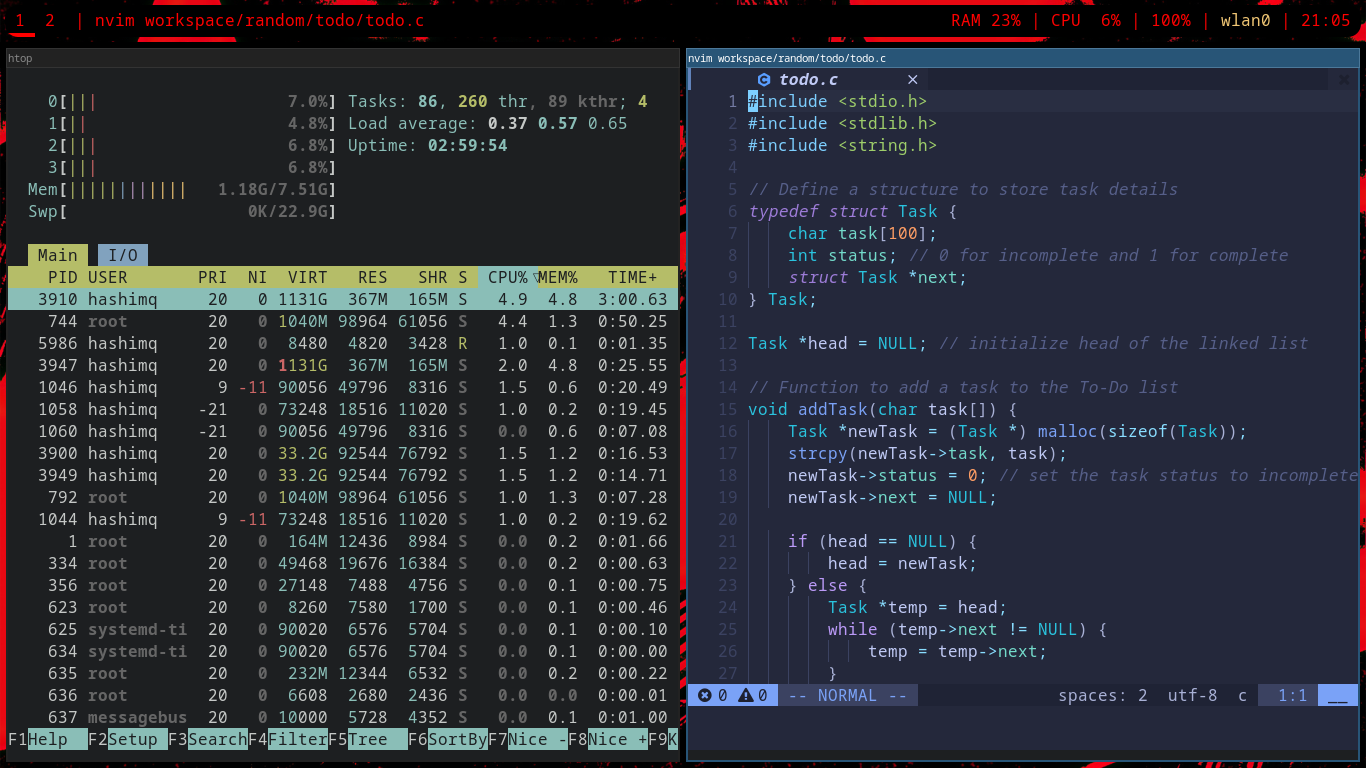 1 2 | nvim workspace/random/todo/todo.c RAM 23% | CPU 6% | 100% | wlan0 | 21:05
htop
0[||| 7.0%] Tasks: 86, 260 thr, 89 kthr; 4
1[|| 4.8%] Load average: 0.37 0.57 0.65
2[||| 6.8%] Uptime: 02:59:54
3[||| 6.8%]
Mem[|||||||||||| 1.18G/7.51G]
Swp[ 0K/22.9G]
Main I/O
PID USER PRI NI VIRT RES SHR S CPU%▽MEM% TIME+
3910 hashimq 20 0 1131G 367M 165M S 4.9 4.8 3:00.63
744 root 20 0 1040M 98964 61056 S 4.4 1.3 0:50.25
5986 hashimq 20 0 8480 4820 3428 R 1.0 0.1 0:01.35
3947 hashimq 20 0 1131G 367M 165M S 2.0 4.8 0:25.55
1046 hashimq 9 -11 90056 49796 8316 S 1.5 0.6 0:20.49
1058 hashimq -21 0 73248 18516 11020 S 1.0 0.2 0:19.45
1060 hashimq -21 0 90056 49796 8316 S 0.0 0.6 0:07.08
3900 hashimq 20 0 33.2G 92544 76792 S 1.5 1.2 0:16.53
3949 hashimq 20 0 33.2G 92544 76792 S 1.5 1.2 0:14.71
792 root 20 0 1040M 98964 61056 S 1.0 1.3 0:07.28
1044 hashimq 9 -11 73248 18516 11020 S 1.0 0.2 0:19.62
1 root 20 0 164M 12436 8984 S 0.0 0.2 0:01.66
334 root 20 0 49468 19676 16384 S 0.0 0.2 0:00.63
356 root 20 0 27148 7488 4756 S 0.0 0.1 0:00.75
623 root 20 0 8260 7580 1700 S 0.0 0.1 0:00.46
625 systemd-ti 20 0 90020 6576 5704 S 0.0 0.1 0:00.10
634 systemd-ti 20 0 90020 6576 5704 S 0.0 0.1 0:00.00
635 root 20 0 232M 12344 6532 S 0.0 0.2 0:00.22
636 root 20 0 6608 2680 2436 S 0.0 0.0 0:00.01
637 messagebus 20 0 10000 5728 4352 S 0.0 0.1 0:01.00
F1Help F2Setup F3SearchF4FilterF5Tree F6SortByF7Nice -F8Nice +F9K
nvim workspace/random/todo/todo.c
todo.c ×
1 #include <stdio.h>
2 #include <stdlib.h>
3 #include <string.h>
4
5 // Define a structure to store task details
6 typedef struct Task {
7 char task[100];
8 int status; // 0 for incomplete and 1 for complete
9 struct Task *next;
10 } Task;
11
12 Task *head = NULL; // initialize head of the linked list
13
14 // Function to add a task to the To-Do list
15 void addTask(char task[]) {
16 Task *newTask = (Task *) malloc(sizeof(Task));
17 strcpy(newTask->task, task);
18 newTask->status = 0; // set the task status to incomplete
19 newTask->next = NULL;
20
21 if (head == NULL) {
22 head = newTask;
23 } else {
24 Task *temp = head;
25 while (temp->next != NULL) {
26 temp = temp->next;
27 }
0 0 -- NORMAL -- spaces: 2 utf-8 c 1:1 __